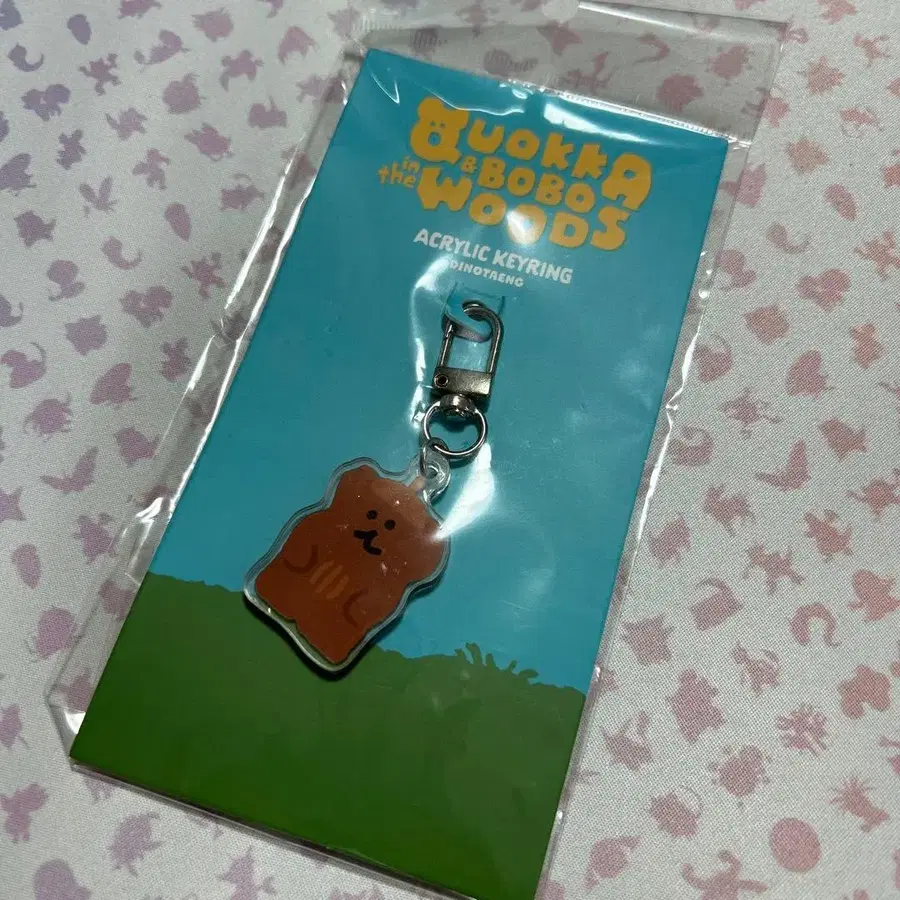 QUOKKA
& BOBO
in the
WOODS
ACRYLIC KEYRING
DINOTAENG